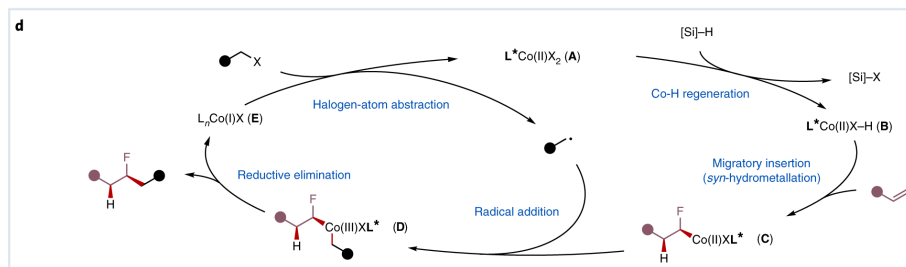 d
[Si]–H
X
L*Co(II)X2 (A)
[Si]–X
Halogen-atom abstraction
Co-H regeneration
LnCo(I)X (E)
L*Co(II)X–H (B)
F
H
Reductive elimination
Migratory insertion
(syn-hydrometallation)
Radical addition
F
Co(III)XL* (D)
H
F
Co(II)XL* (C)
H